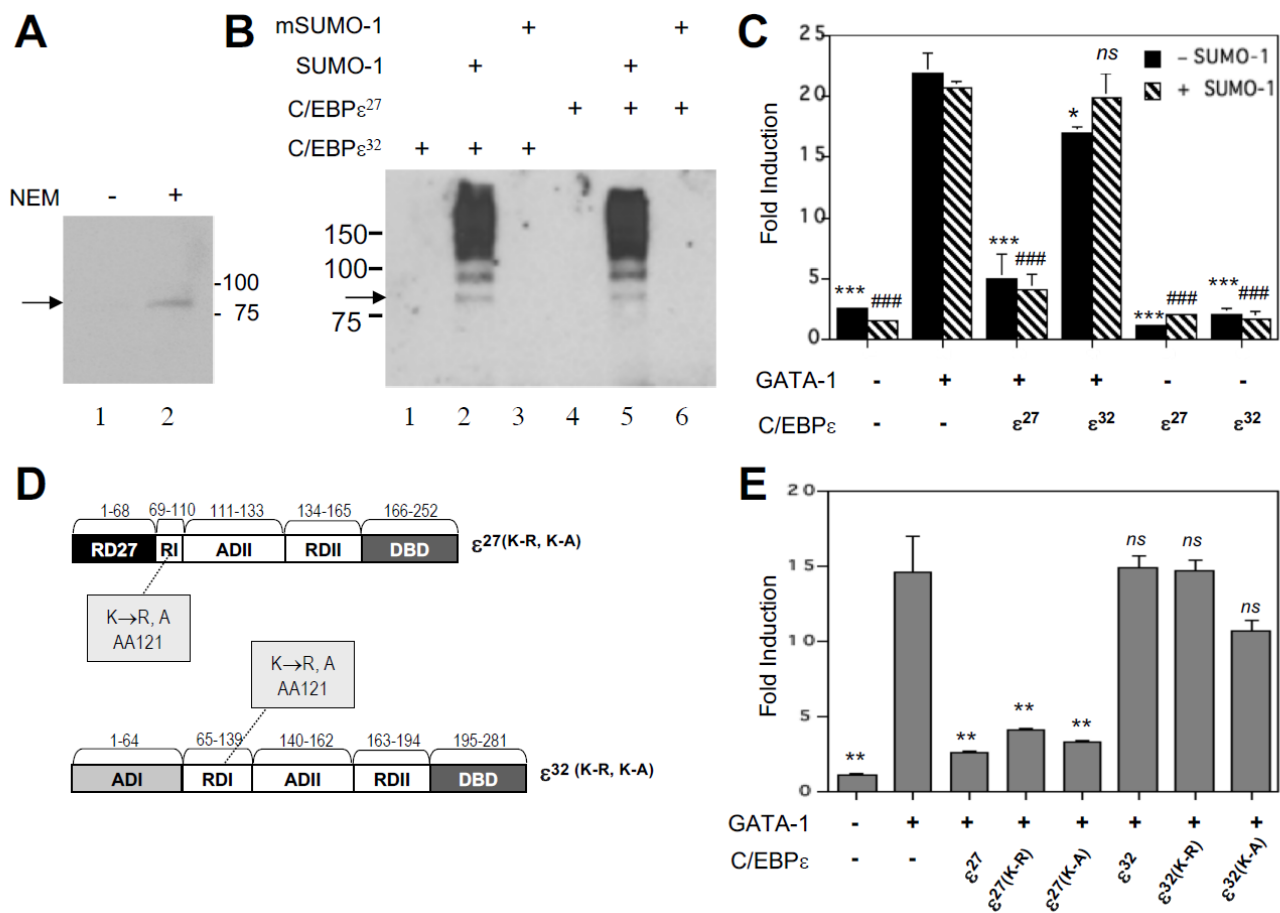 A
NEM - +
-100
- 75
1 2
B
mSUMO-1 + +
SUMO-1 + +
C/EBPε27 + + +
C/EBPε32 + + +
150
100
75
1 2 3 4 5 6
C
Fold Induction
25
20
15
10
5
0
– SUMO-1
+ SUMO-1
*** ###
*** ###
* ns
*** ###
*** ###
GATA-1 - + + + - -
C/EBPε - - ε27 ε32 ε27 ε32
D
1-68 69-110 111-133 134-165 166-252
RD27 RI ADII RDII DBD ε27(K-R, K-A)
K→R, A
AA121
K→R, A
AA121
1-64 65-139 140-162 163-194 195-281
ADI RDI ADII RDII DBD ε32 (K-R, K-A)
E
Fold Induction
20
15
10
5
0
** ** ** ** ns ns ns
GATA-1 - + + + + + + +
C/EBPε - - ε27 ε27(K-R) ε27(K-A) ε32 ε32(K-R) ε32(K-A)